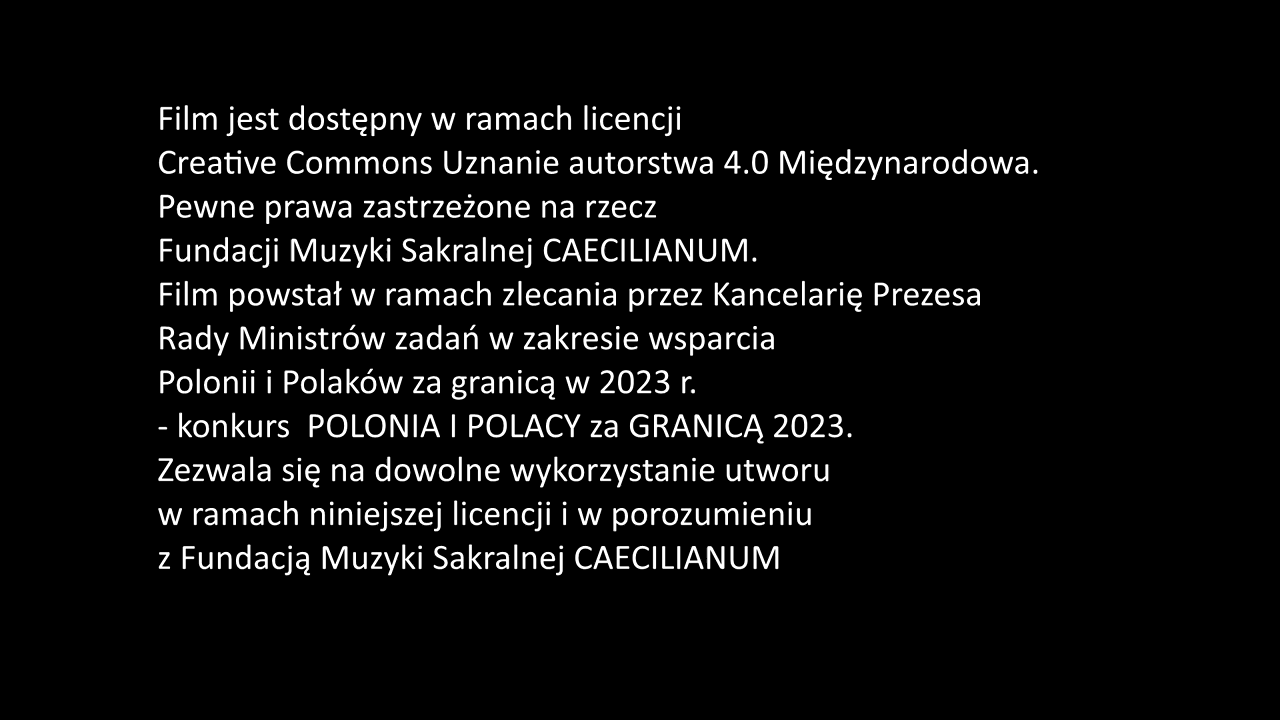 Film jest dostępny w ramach licencji
Creative Commons Uznanie autorstwa 4.0 Międzynarodowa.
Pewne prawa zastrzeżone na rzecz
Fundacji Muzyki Sakralnej CAECILIANUM.
Film powstał w ramach zlecania przez Kancelarię Prezesa
Rady Ministrów zadań w zakresie wsparcia
Polonii i Polaków za granicą w 2023 r.
- konkurs  POLONIA I POLACY za GRANICĄ 2023.
Zezwala się na dowolne wykorzystanie utworu
w ramach niniejszej licencji i w porozumieniu
z Fundacją Muzyki Sakralnej CAECILIANUM